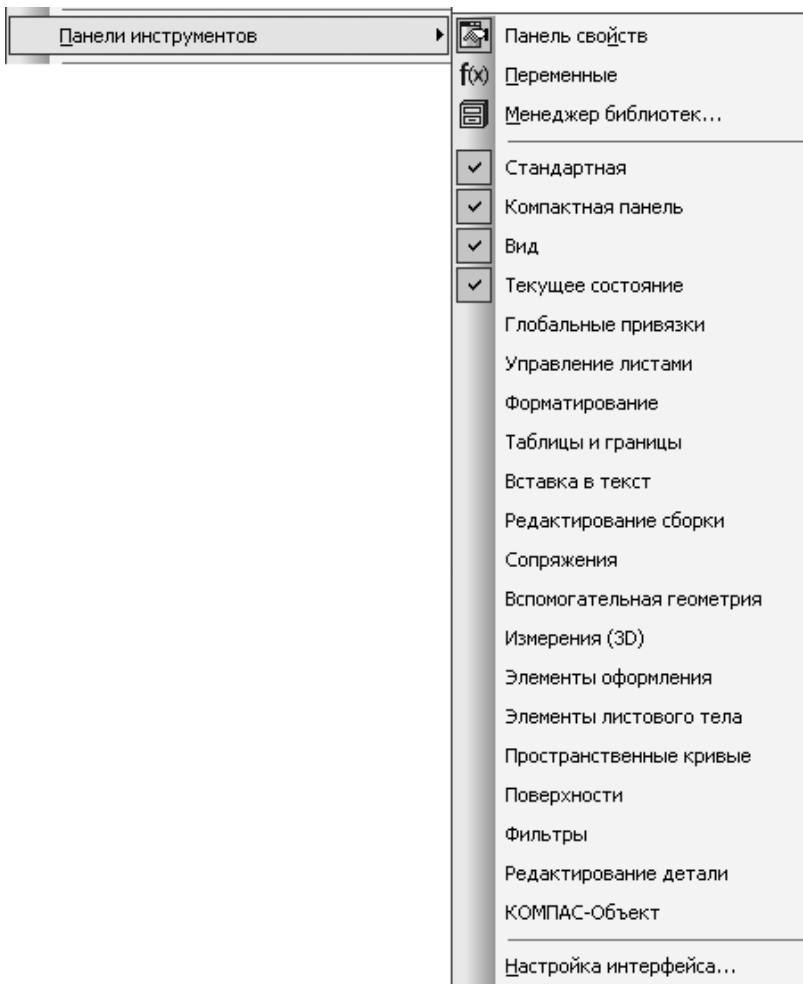 Панели инструментов
Панель свойств
f(x) Переменные
Менеджер библиотек...
Стандартная
Компактная панель
Вид
Текущее состояние
Глобальные привязки
Управление листами
Форматирование
Таблицы и границы
Вставка в текст
Редактирование сборки
Сопряжения
Вспомогательная геометрия
Измерения (3D)
Элементы оформления
Элементы листового тела
Пространственные кривые
Поверхности
Фильтры
Редактирование детали
КОМПАС-Объект
Настройка интерфейса...